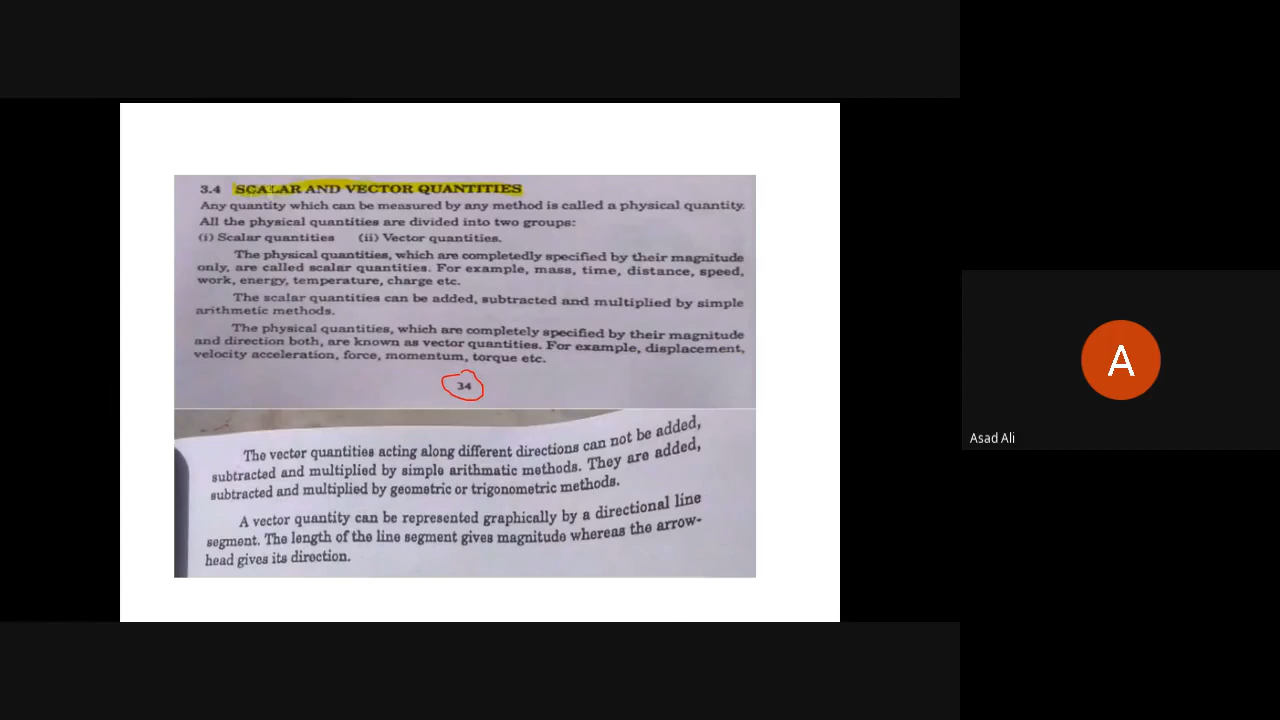 3.4 SCALAR AND VECTOR QUANTITIES
Any quantity which can be measured by any method is called a physical quantity.
All the physical quantities are divided into two groups:
(i) Scalar quantities (ii) Vector quantities.
The physical quantities, which are completedly specified by their magnitude
only, are called scalar quantities. For example, mass, time, distance, speed,
work, energy, temperature, charge etc.
The scalar quantities can be added, subtracted and multiplied by simple
arithmetic methods.
The physical quantities, which are completely specified by their magnitude
and direction both, are known as vector quantities. For example, displacement,
velocity acceleration, force, momentum, torque etc.
34
The vector quantities acting along different directions can not be added,
subtracted and multiplied by simple arithmatic methods. They are added,
subtracted and multiplied by geometric or trigonometric methods.
A vector quantity can be represented graphically by a directional line
segment. The length of the line segment gives magnitude whereas the arrow-
head gives its direction.
A
Asad Ali